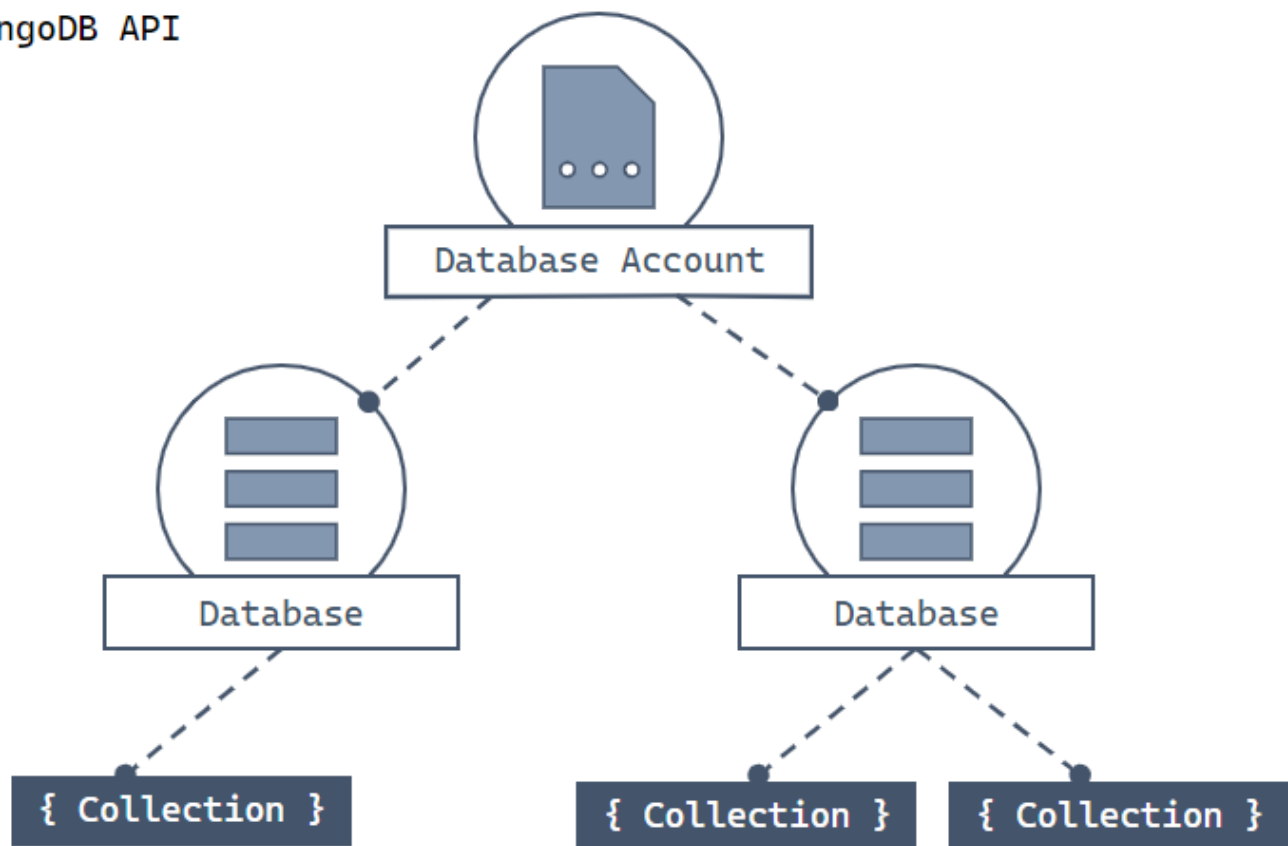 ngoDB API
Database Account
Database
Database
{ Collection }
{ Collection }
{ Collection }